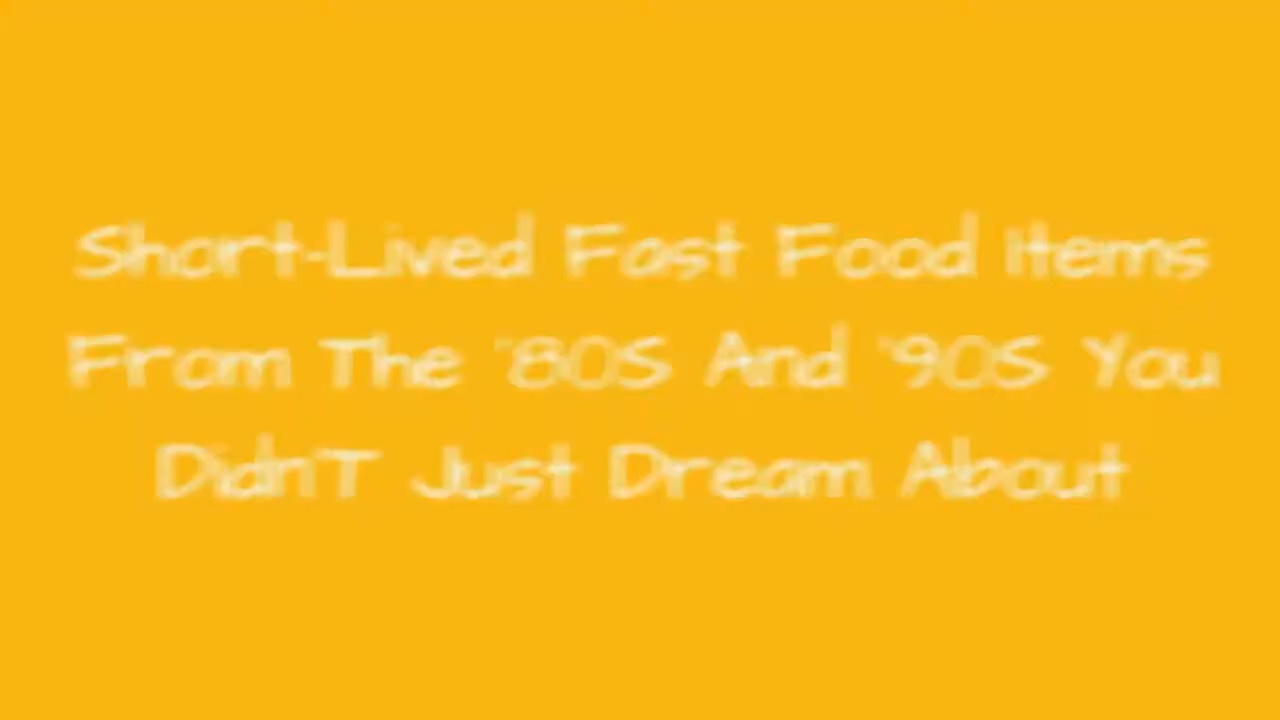 Short-Lived Fast Food Items
From The '80S And '90S You
Didn'T Just Dream About